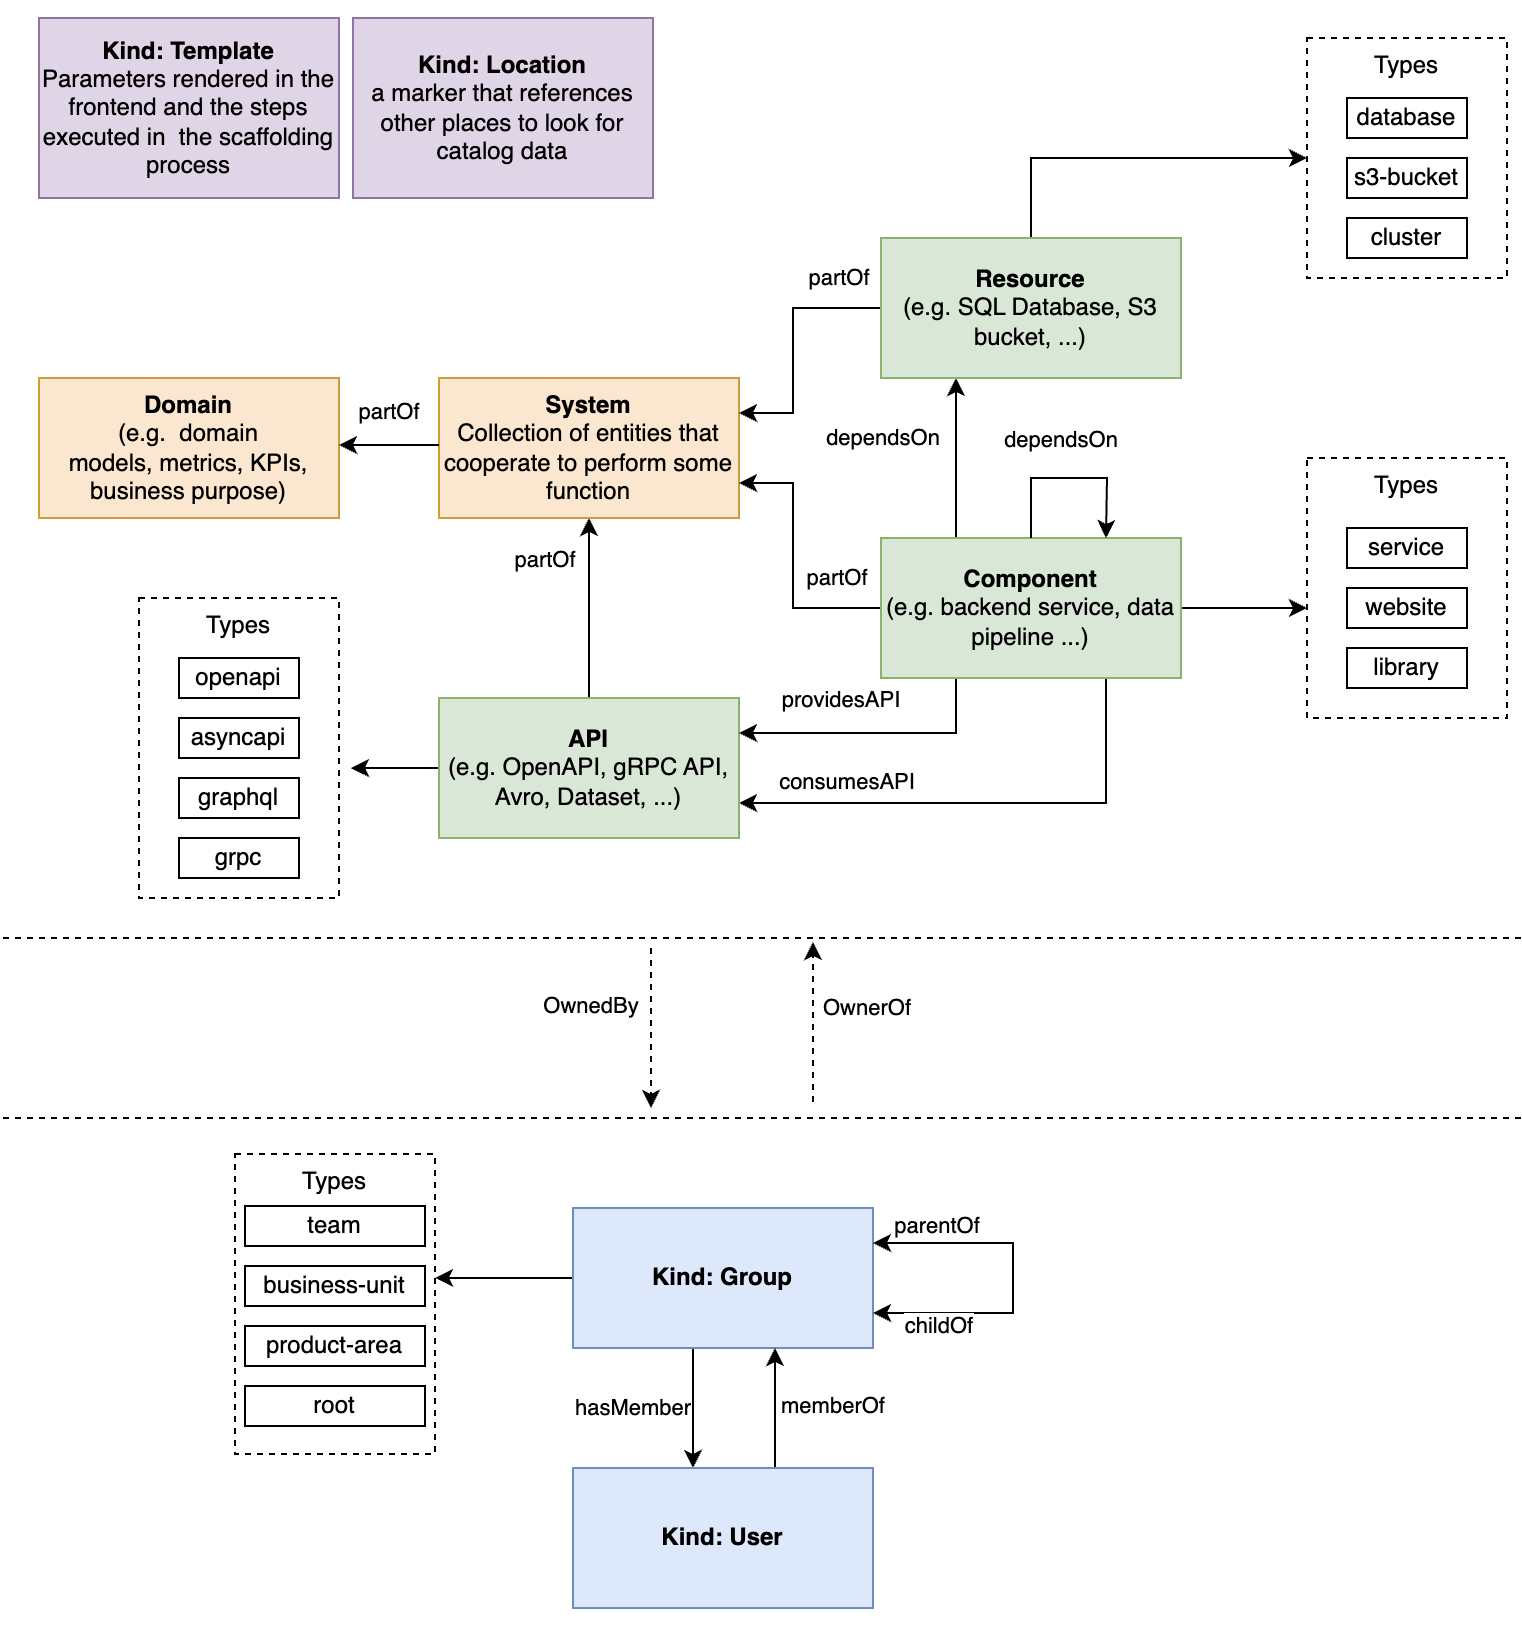 Kind: Template
Parameters rendered in the
frontend and the steps
executed in  the scaffolding
process
Kind: Location
a marker that references
other places to look for
catalog data
Types
database
s3-bucket
cluster
Resource
(e.g. SQL Database, S3
bucket, ...)
partOf
Domain
(e.g.  domain
models, metrics, KPIs,
business purpose)
partOf
System
Collection of entities that
cooperate to perform some
function
dependsOn
dependsOn
Types
service
website
library
partOf
partOf
Component
(e.g. backend service, data
pipeline ...)
Types
openapi
asyncapi
graphql
grpc
API
(e.g. OpenAPI, gRPC API,
Avro, Dataset, ...)
providesAPI
consumesAPI
OwnedBy
OwnerOf
Types
team
business-unit
product-area
root
Kind: Group
parentOf
childOf
hasMember
memberOf
Kind: User